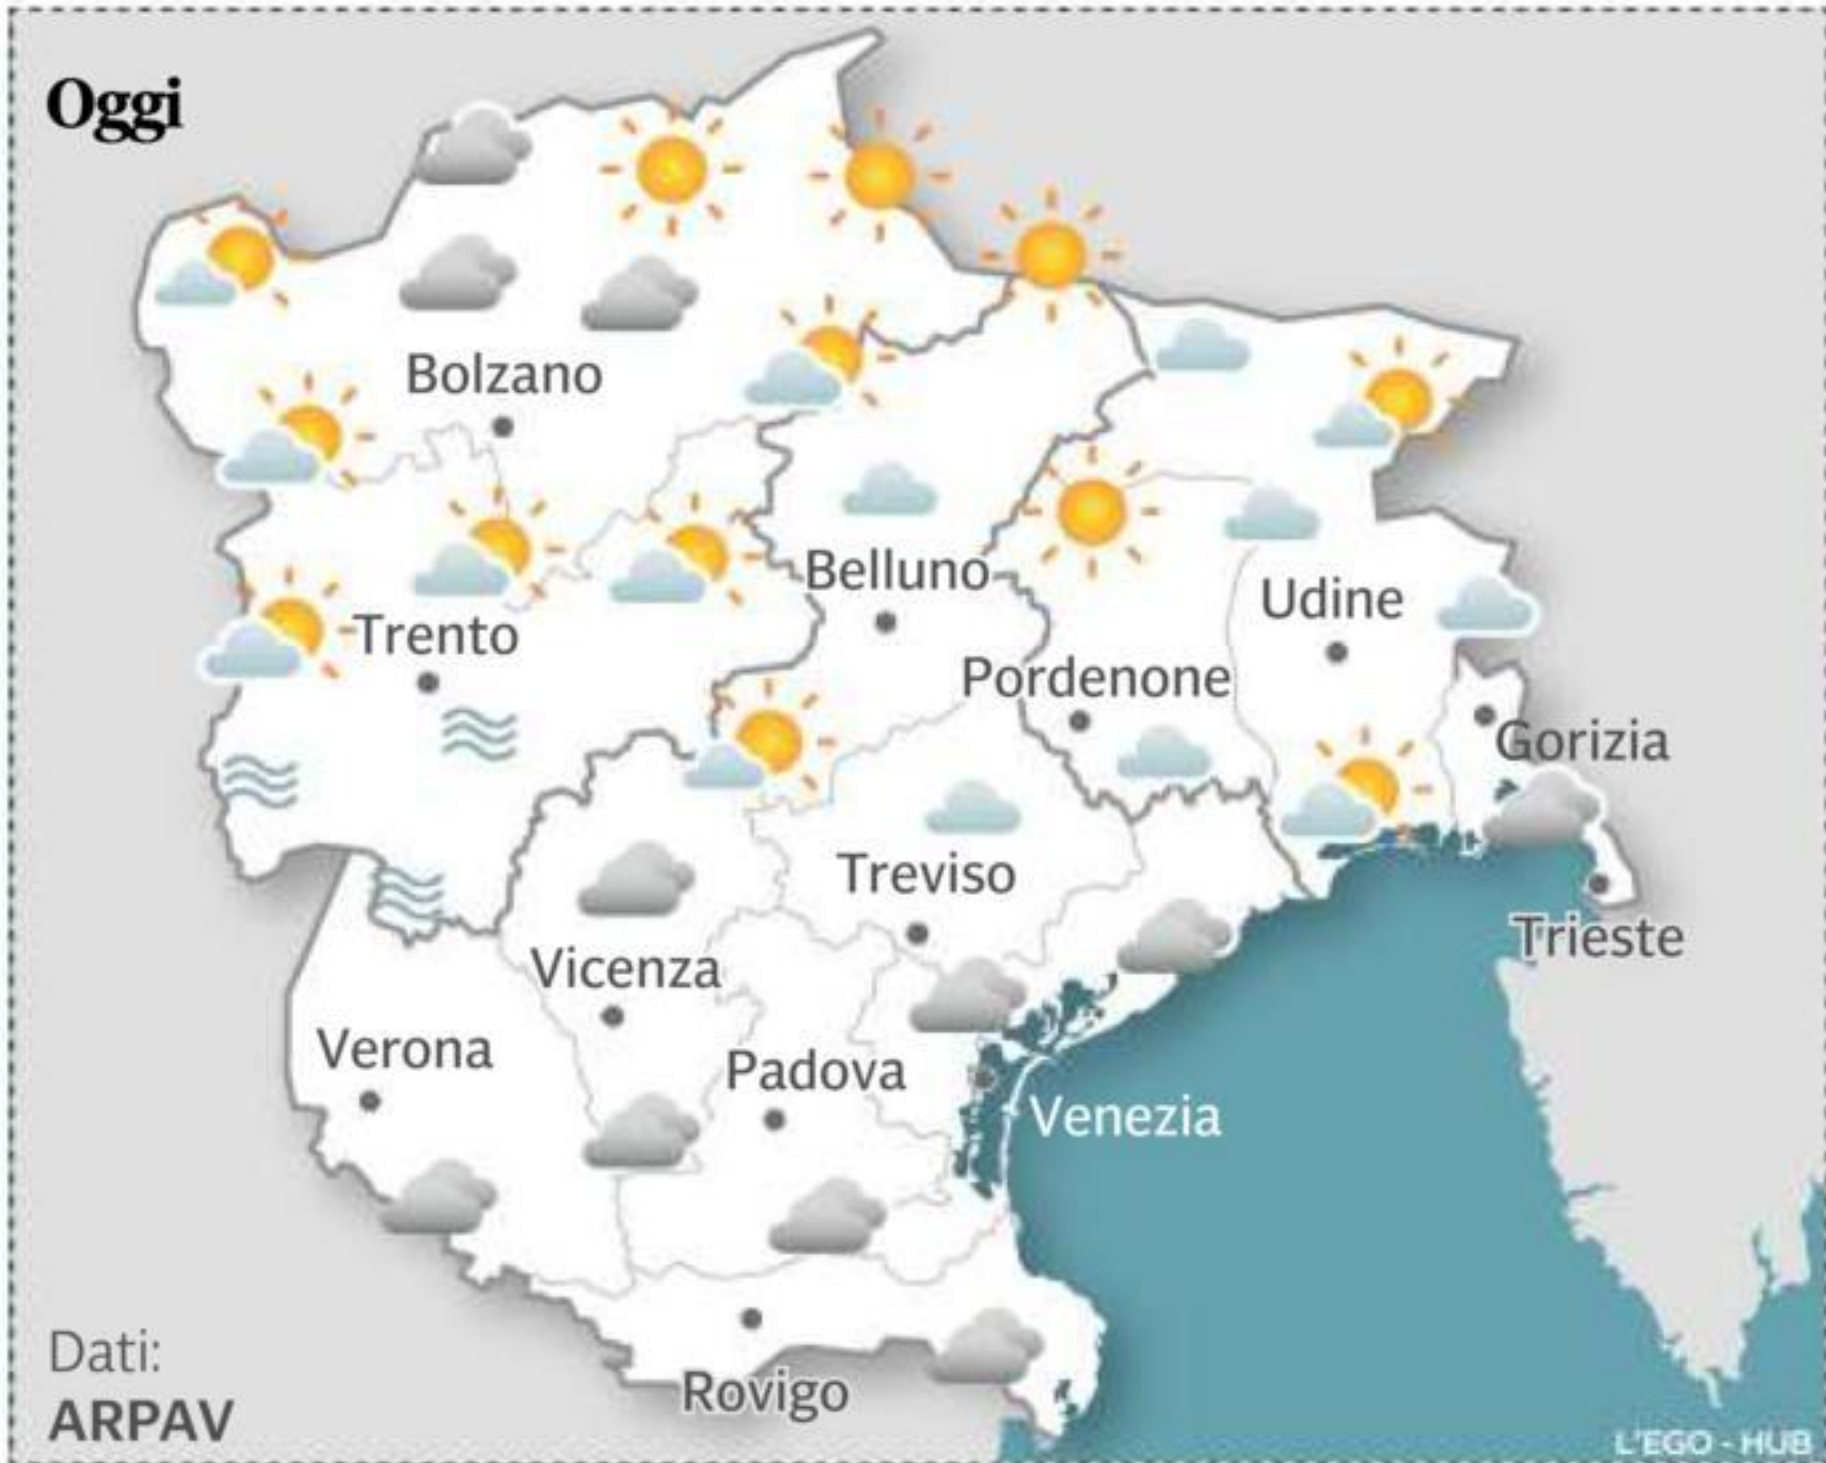 Oggi
Bolzano
Belluno
Udine
Trento
Pordenone
Gorizia
Treviso
Trieste
Vicenza
Verona
Padova
Venezia
Rovigo
Dati:
ARPAV
L'EGO - HUB